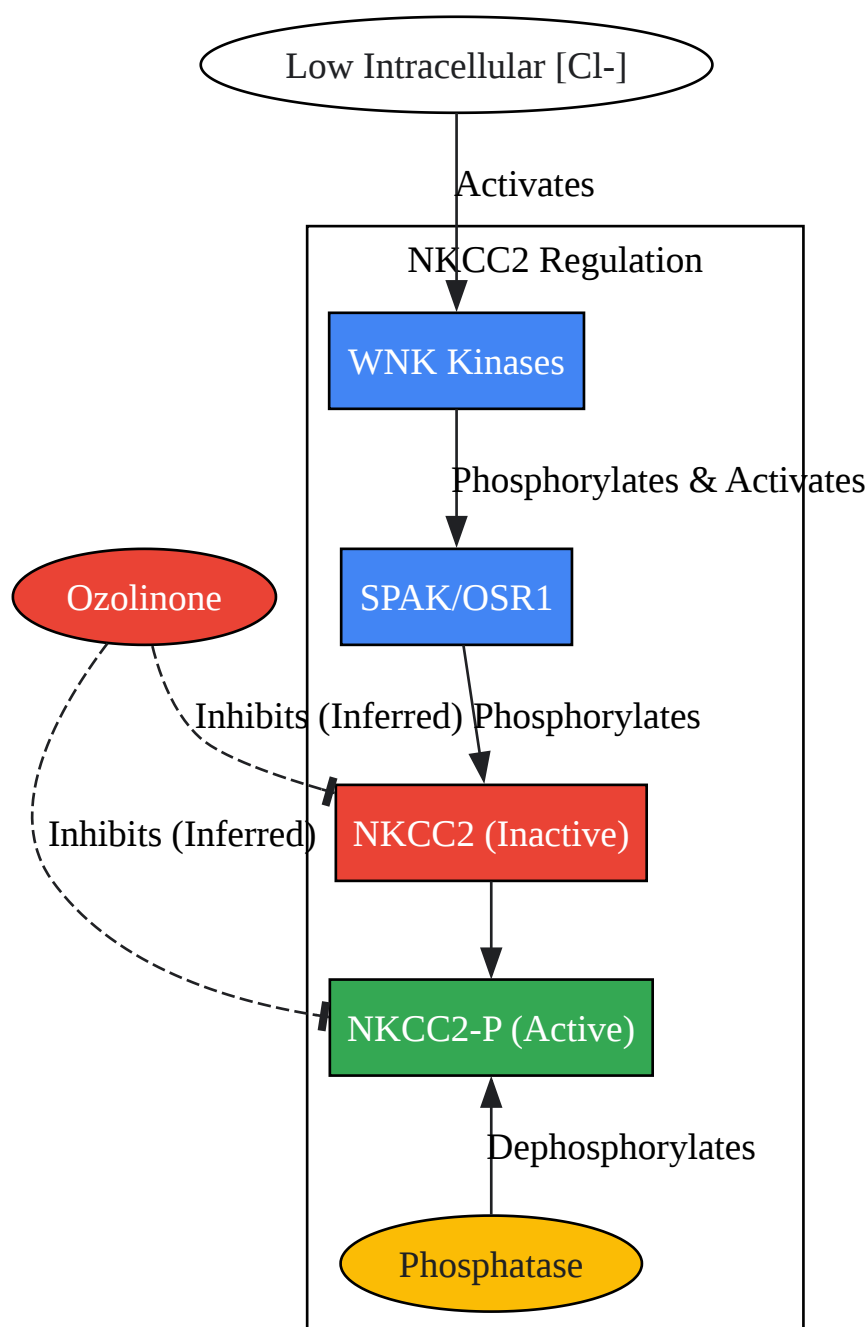 Low Intracellular [Cl-]
Activates
NKCC2 Regulation
WNK Kinases
Phosphorylates & Activates
Ozolinone
SPAK/OSR1
Inhibits (Inferred)
Phosphorylates
Inhibits (Inferred)
NKCC2 (Inactive)
NKCC2-P (Active)
Dephosphorylates
Phosphatase